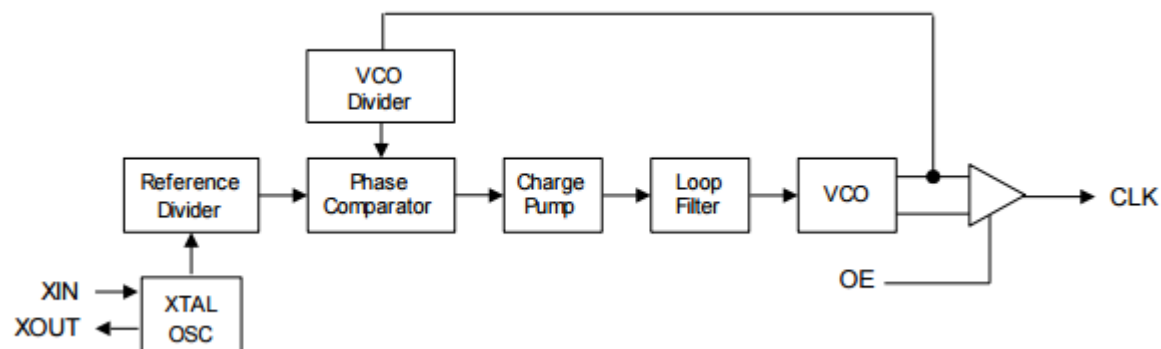 VCO
Divider
Reference
Divider
Phase
Comparator
Charge
Pump
Loop
Filter
VCO
CLK
OE
XIN
XOUT
XTAL
OSC